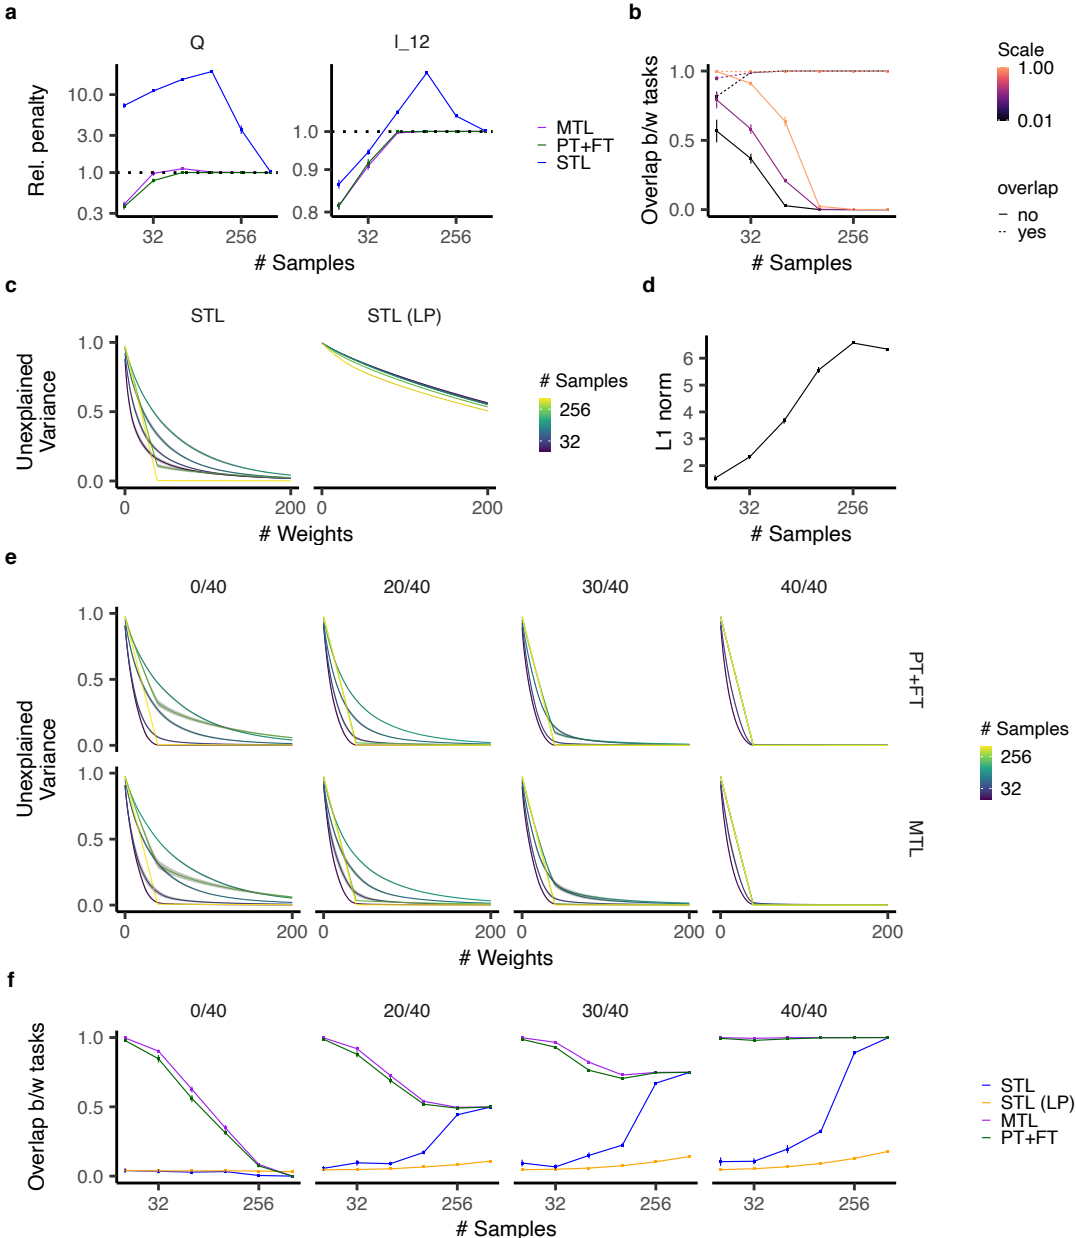 a
Q
l_12
Rel. penalty
10.0
3.0
1.0
0.3
32
256
1.0
0.9
0.8
32
256
# Samples
MTL
PT+FT
STL
b
Overlap b/w tasks
1.0
0.5
0.0
32
256
# Samples
Scale
1.00
0.01
overlap
no
yes
c
STL
STL (LP)
Unexplained
Variance
1.0
0.5
0.0
0
200
0
200
# Weights
# Samples
256
32
d
L1 norm
6
5
4
3
2
32
256
# Samples
e
0/40
20/40
30/40
40/40
Unexplained
Variance
1.0
0.5
0.0
PT+FT
Unexplained
Variance
1.0
0.5
0.0
MTL
0
200
0
200
0
200
0
200
# Weights
# Samples
256
32
f
0/40
20/40
30/40
40/40
Overlap b/w tasks
1.0
0.5
0.0
32
256
32
256
32
256
32
256
# Samples
STL
STL (LP)
MTL
PT+FT